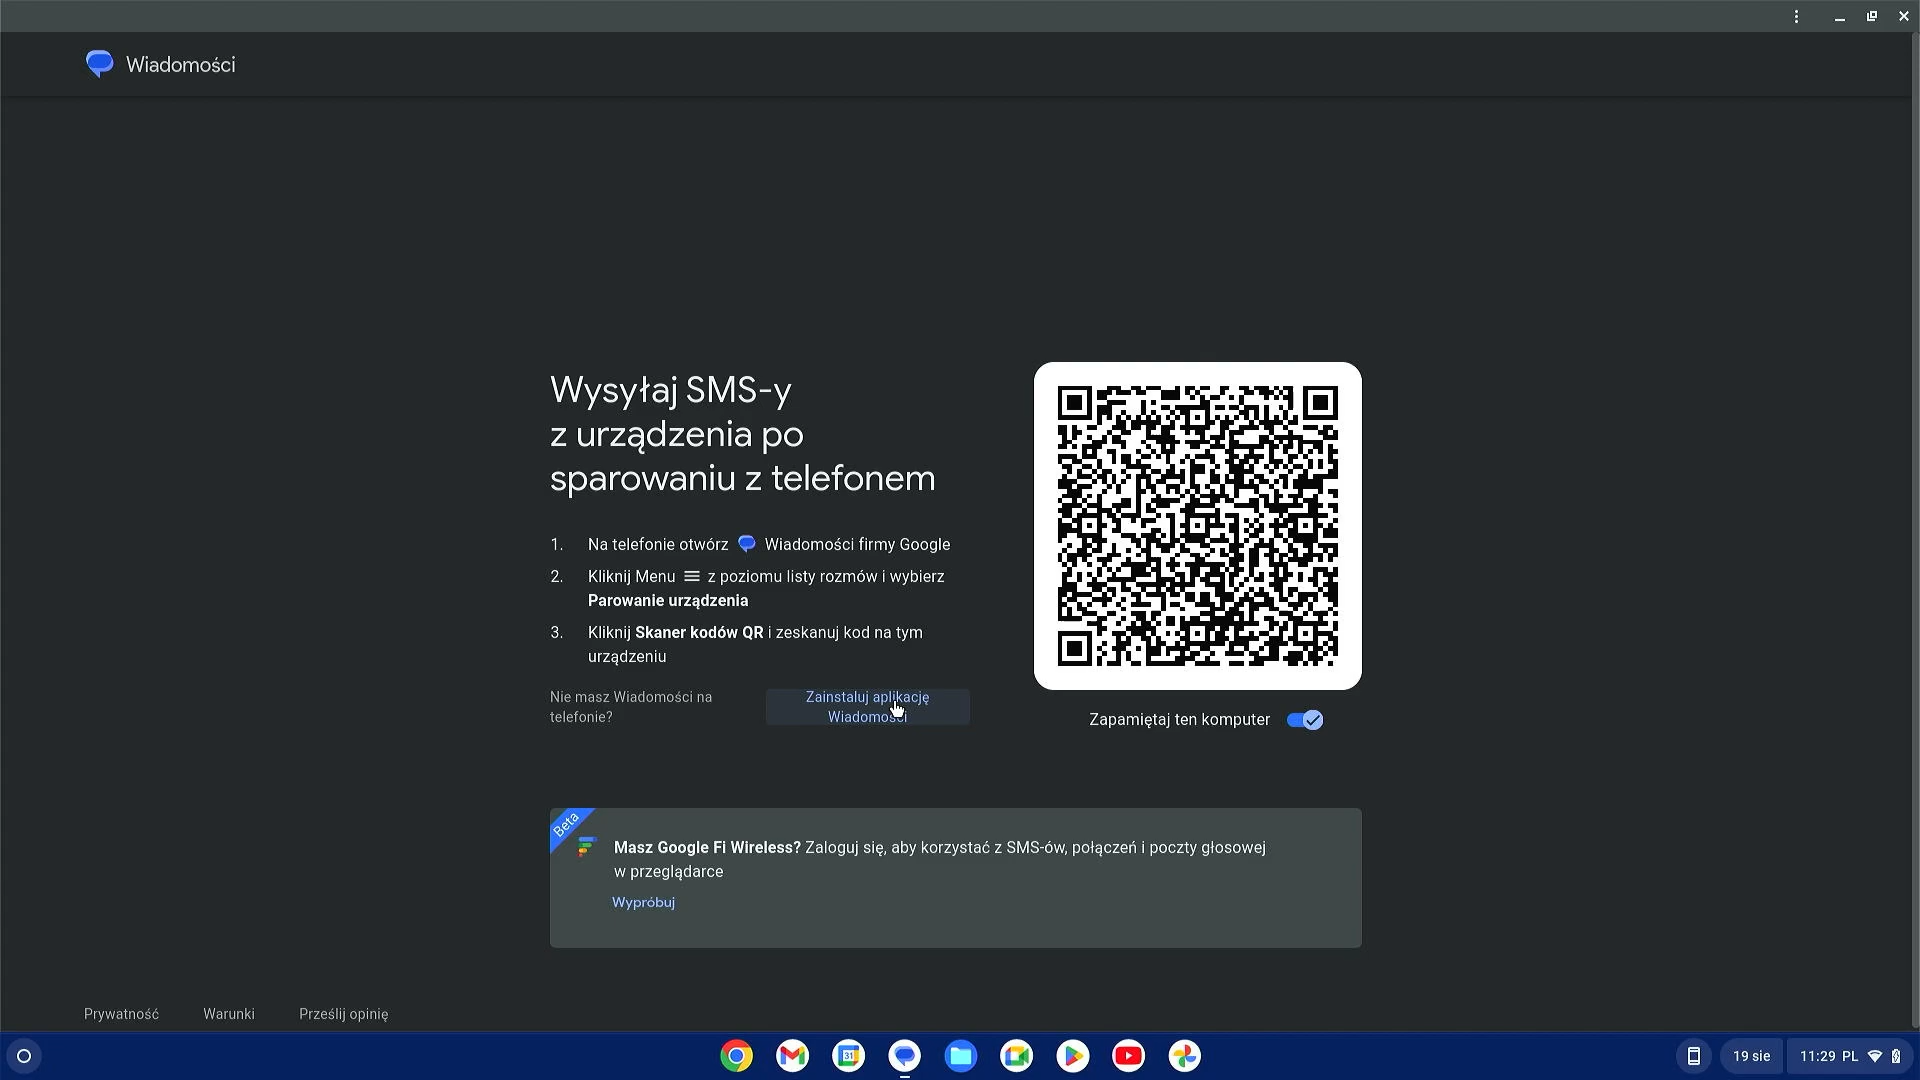 Wiadomości
Wysyłaj SMS-y
z urządzenia po
sparowaniu z telefonem
1. Na telefonie otwórz Wiadomości firmy Google
2. Kliknij Menu z poziomu listy rozmów i wybierz
Parowanie urządzenia
3. Kliknij Skaner kodów QR i zeskanuj kod na tym
urządzeniu
Nie masz Wiadomości na
telefonie?
Zainstaluj aplikację
Wiadomości
Zapamiętaj ten komputer
Beta
Masz Google Fi Wireless? Zaloguj się, aby korzystać z SMS-ów, połączeń i poczty głosowej
w przeglądarce
Wypróbuj
Prywatność Warunki Prześlij opinię
31
19 sie
11:29 PL